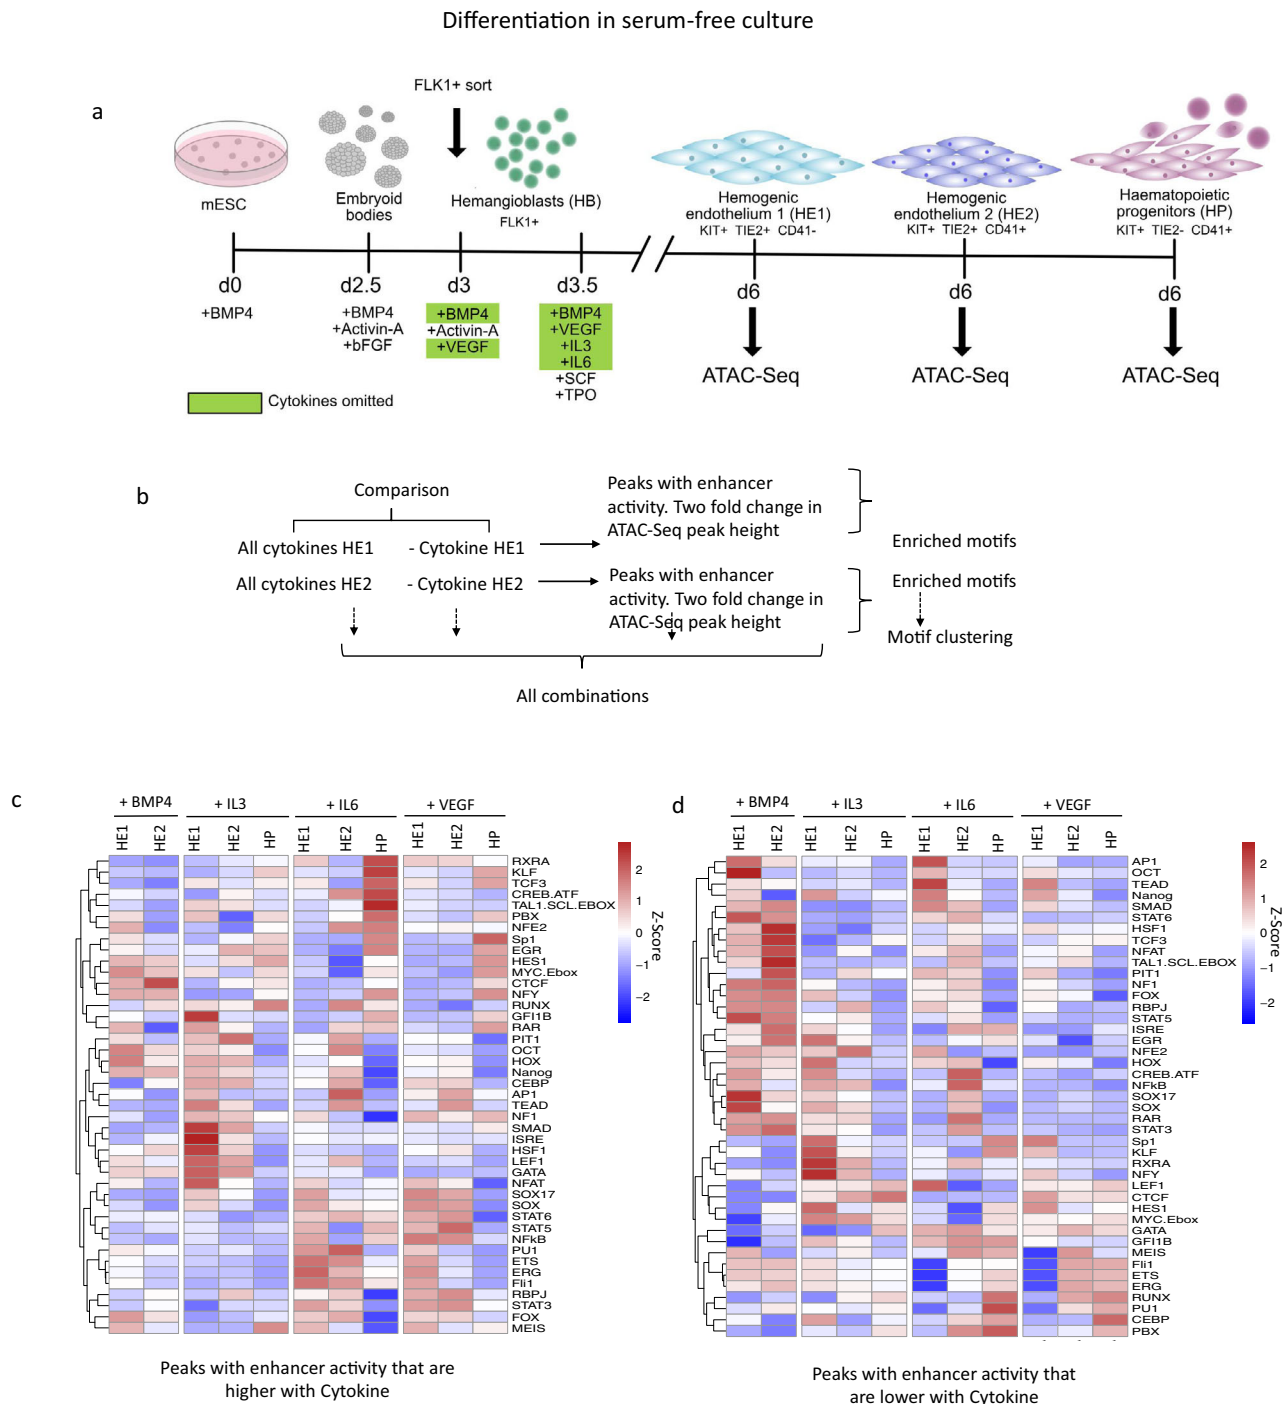 Differentiation in serum-free culture
a
FLK1+ sort
mESC
Embryoid
bodies
Hemangioblasts (HB)
FLK1+
Hemogenic
endothelium 1 (HE1)
KIT+ TIE2+ CD41-
Hemogenic
endothelium 2 (HE2)
KIT+ TIE2+ CD41+
Haematopoietic
progenitors (HP)
KIT+ TIE2- CD41+
d0
d2.5
d3
d3.5
d6
d6
d6
+BMP4
+BMP4
+Activin-A
+bFGF
+BMP4
+Activin-A
+VEGF
+BMP4
+VEGF
+IL3
+IL6
+SCF
+TPO
ATAC-Seq
ATAC-Seq
ATAC-Seq
Cytokines omitted
b
Comparison
All cytokines HE1
- Cytokine HE1
Peaks with enhancer
activity. Two fold change in
ATAC-Seq peak height
Enriched motifs
All cytokines HE2
- Cytokine HE2
Peaks with enhancer
activity. Two fold change in
ATAC-Seq peak height
Enriched motifs
Motif clustering
All combinations
c
+ BMP4
+ IL3
+ IL6
+ VEGF
HE1
HE2
HE1
HE2
HP
HE1
HE2
HP
HE1
HE2
HP
RXRA
KLF
TCF3
CREB.ATF
TAL1.SCL.EBOX
PBX
NFE2
Sp1
EGR
HES1
MYC.Ebox
CTCF
NFY
RUNX
GFI1B
RAR
PIT1
OCT
HOX
Nanog
CEBP
AP1
TEAD
NF1
SMAD
ISRE
HSF1
LEF1
GATA
NFAT
SOX17
SOX
STAT6
STAT5
NFkB
PU1
ETS
ERG
Fli1
RBPJ
STAT3
FOX
MEIS
2
1
0
−1
−2
Z-Score
Peaks with enhancer activity that are
higher with Cytokine
d
+ BMP4
+ IL3
+ IL6
+ VEGF
HE1
HE2
HE1
HE2
HP
HE1
HE2
HP
HE1
HE2
HP
AP1
OCT
TEAD
Nanog
SMAD
STAT6
HSF1
TCF3
NFAT
TAL1.SCL.EBOX
PIT1
NF1
FOX
RBPJ
STAT5
ISRE
EGR
NFE2
HOX
CREB.ATF
NFkB
SOX17
SOX
RAR
STAT3
Sp1
KLF
RXRA
NFY
LEF1
CTCF
HES1
MYC.Ebox
GATA
GFI1B
MEIS
Fli1
ETS
ERG
RUNX
PU1
CEBP
PBX
2
1
0
−1
−2
Z-Score
Peaks with enhancer activity that
are lower with Cytokine